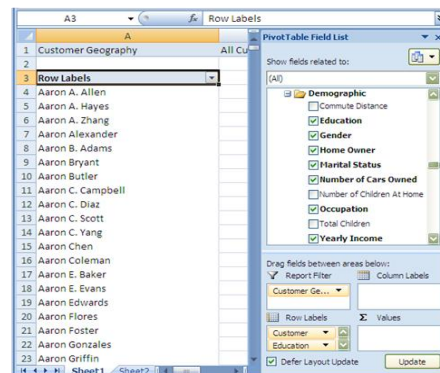 A3
fx
Row Labels
A
1 Customer Geography All Cu
2
3 Row Labels
4 Aaron A. Allen
5 Aaron A. Hayes
6 Aaron A. Zhang
7 Aaron Alexander
8 Aaron B. Adams
9 Aaron Bryant
10 Aaron Butler
11 Aaron C. Campbell
12 Aaron C. Diaz
13 Aaron C. Scott
14 Aaron C. Yang
15 Aaron Chen
16 Aaron Coleman
17 Aaron E. Baker
18 Aaron E. Evans
19 Aaron Edwards
20 Aaron Flores
21 Aaron Foster
22 Aaron Gonzales
23 Aaron Griffin
Sheet1 Sheet2
PivotTable Field List
Show fields related to:
(All)
Demographic
Commute Distance
Education
Gender
Home Owner
Marital Status
Number of Cars Owned
Number of Children At Home
Occupation
Total Children
Yearly Income
Drag fields between areas below:
Report Filter Column Labels
Customer Ge...
Row Labels Σ Values
Customer
Education
Defer Layout Update Update